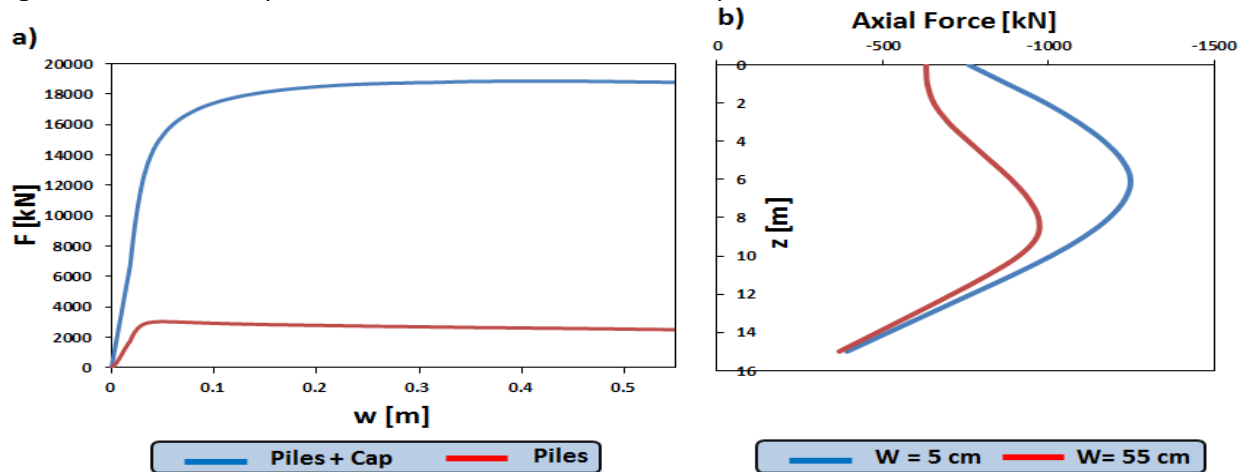 b)
Axial Force [kN]
a)
0 -500 -1000 -1500
20000
18000
16000
14000
12000
10000
8000
6000
4000
2000
0
F [kN]
0 0.1 0.2 0.3 0.4 0.5
w [m]
0
2
4
6
8
10
12
14
16
z [m]
Piles + Cap Piles
W = 5 cm W= 55 cm